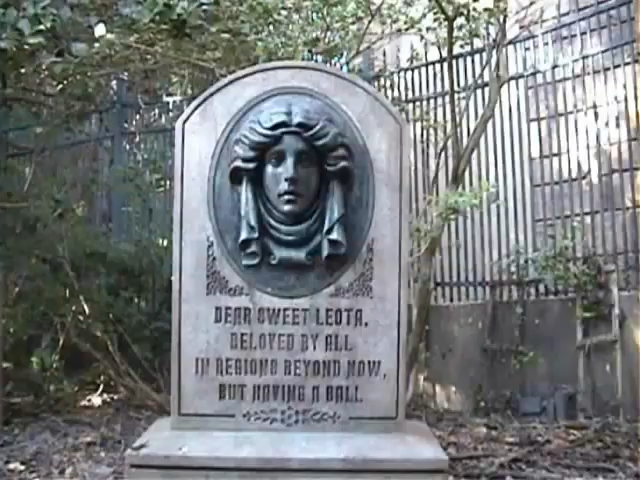 DEAR SWEET LEOTA,
BELOVED BY ALL
IN REGIONS BEYOND NOW,
BUT HAVING A BALL.